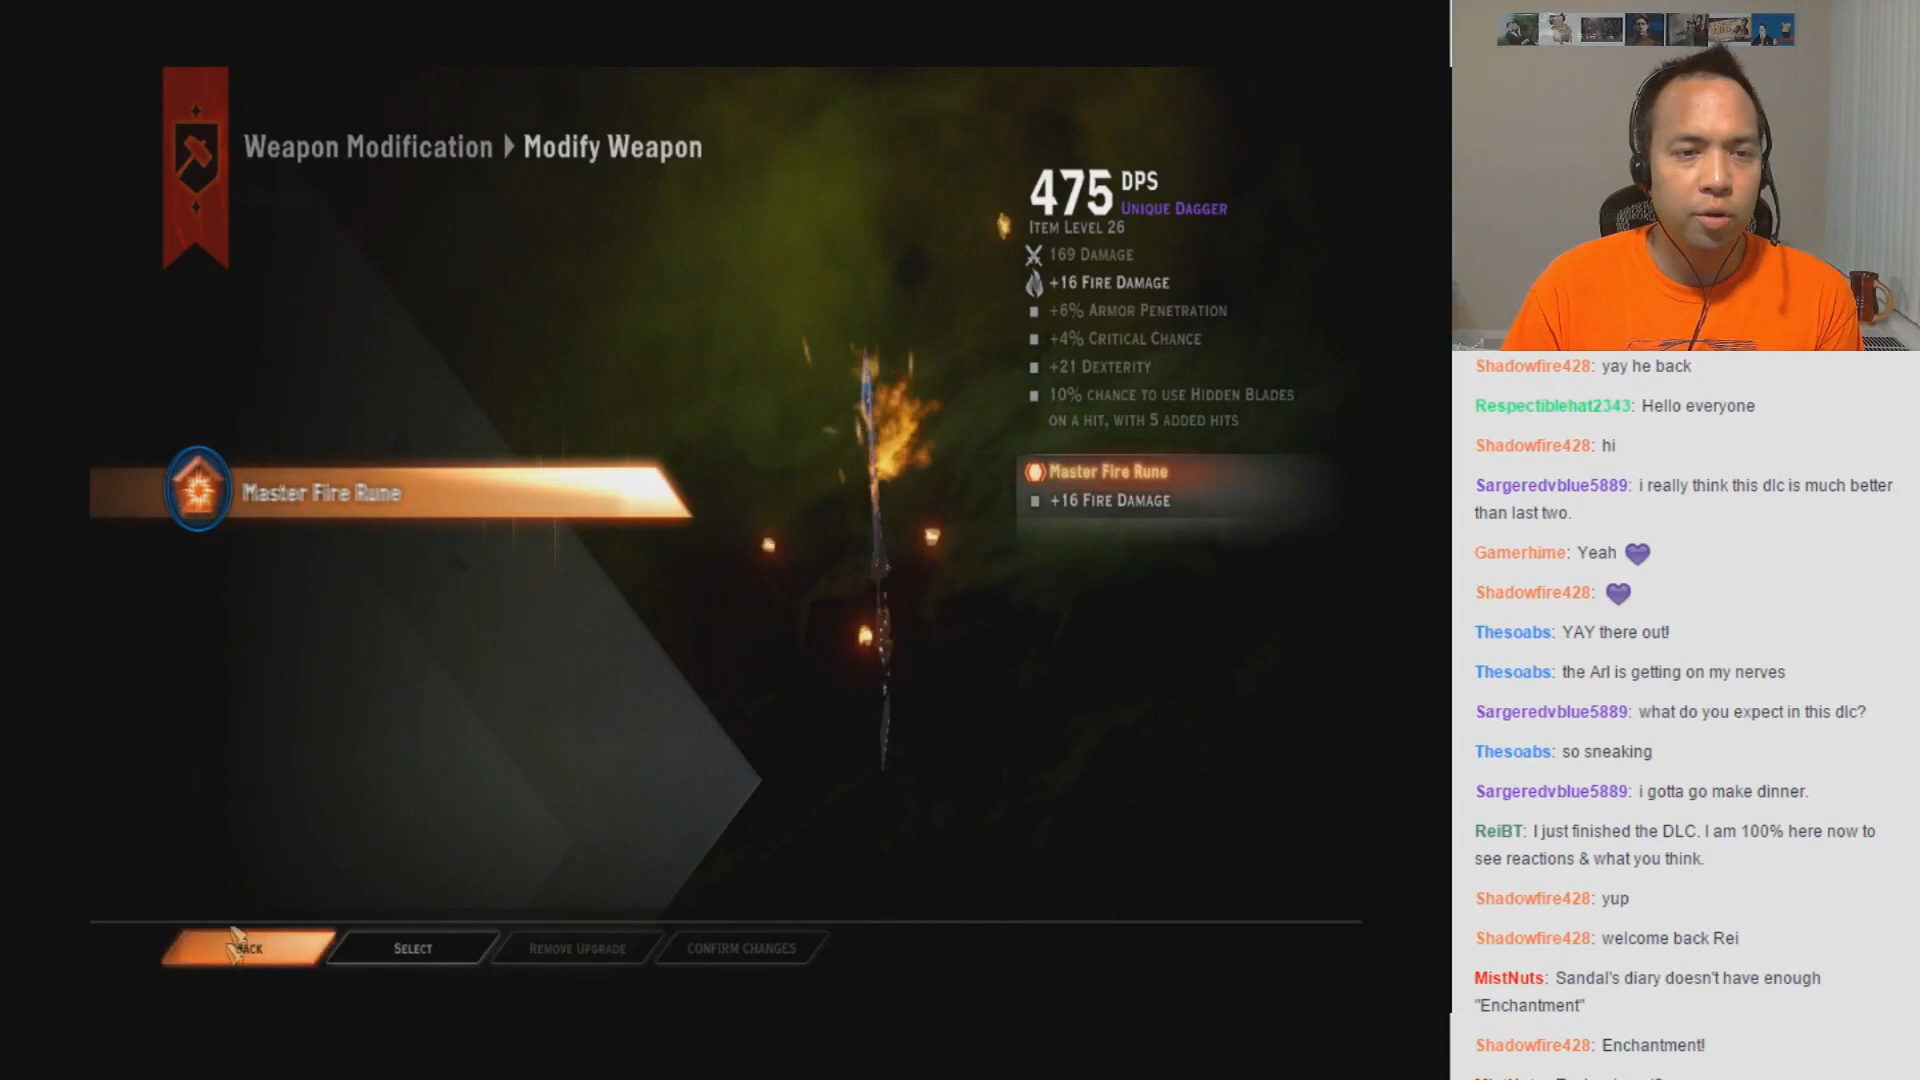 Weapon Modification ▸ Modify Weapon
475 DPS
Unique Dagger
Item Level 26
169 Damage
+16 Fire Damage
+6% Armor Penetration
+4% Critical Chance
+21 Dexterity
10% chance to use Hidden Blades
on a hit, with 5 added hits
Master Fire Rune
+16 Fire Damage
Master Fire Rune
Back
Select
Remove Upgrade
Confirm Changes
Shadowfire428: yay he back
Respectiblehat2343: Hello everyone
Shadowfire428: hi
Sargeredvblue5889: i really think this dlc is much better
than last two.
Gamerhime: Yeah 💜
Shadowfire428: 💜
Thesoabs: YAY there out!
Thesoabs: the Arl is getting on my nerves
Sargeredvblue5889: what do you expect in this dlc?
Thesoabs: so sneaking
Sargeredvblue5889: i gotta go make dinner.
ReiBT: I just finished the DLC. I am 100% here now to
see reactions & what you think.
Shadowfire428: yup
Shadowfire428: welcome back Rei
MistNuts: Sandal's diary doesn't have enough
"Enchantment"
Shadowfire428: Enchantment!